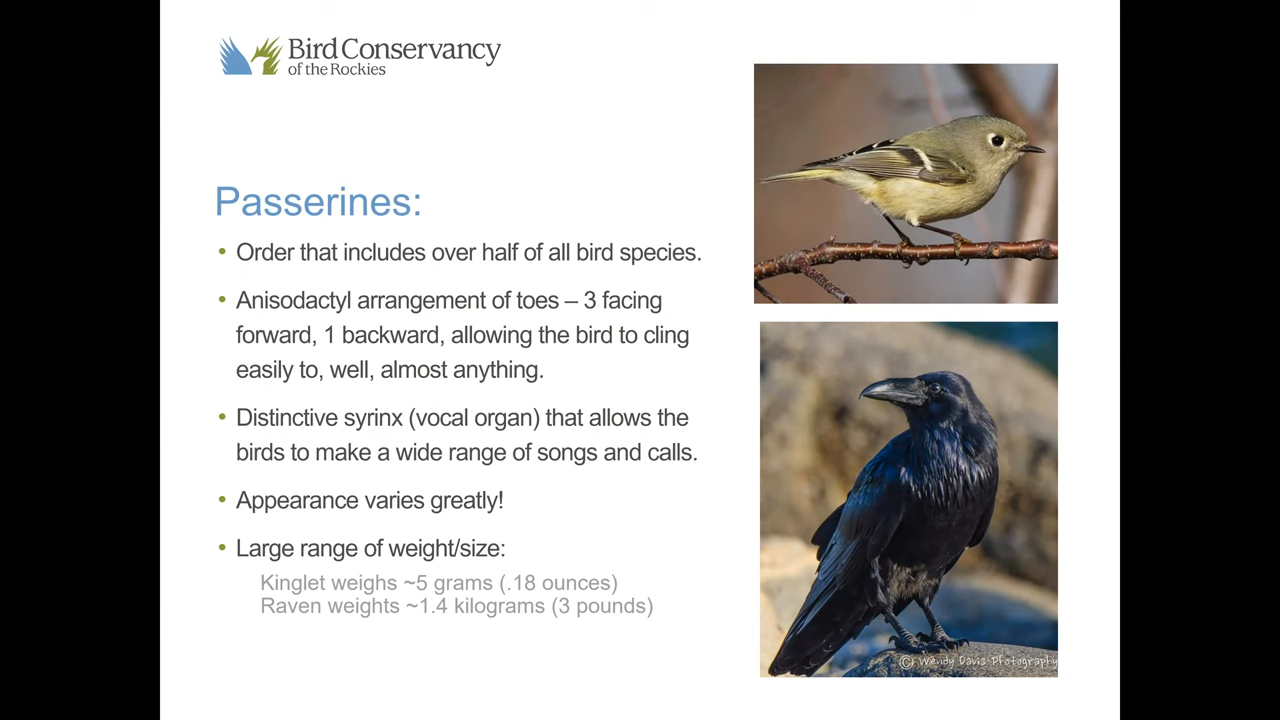 Bird Conservancy
of the Rockies
Passerines:
• Order that includes over half of all bird species.
• Anisodactyl arrangement of toes – 3 facing
forward, 1 backward, allowing the bird to cling
easily to, well, almost anything.
• Distinctive syrinx (vocal organ) that allows the
birds to make a wide range of songs and calls.
• Appearance varies greatly!
• Large range of weight/size:
Kinglet weighs ~5 grams (.18 ounces)
Raven weights ~1.4 kilograms (3 pounds)
© Wendy Davis Photography